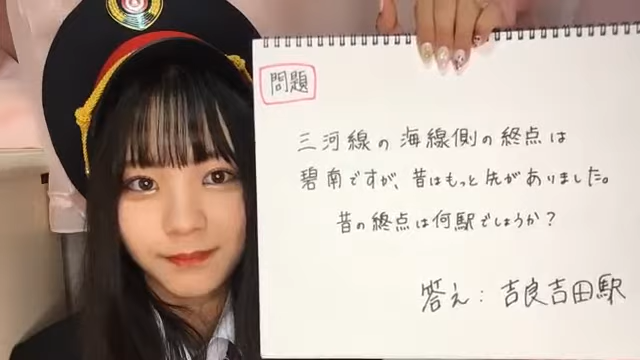 問題
三河線の海線側の終点は
碧南ですが、昔はもっと先がありました。
昔の終点は何駅でしょうか？
答え：吉良吉田駅